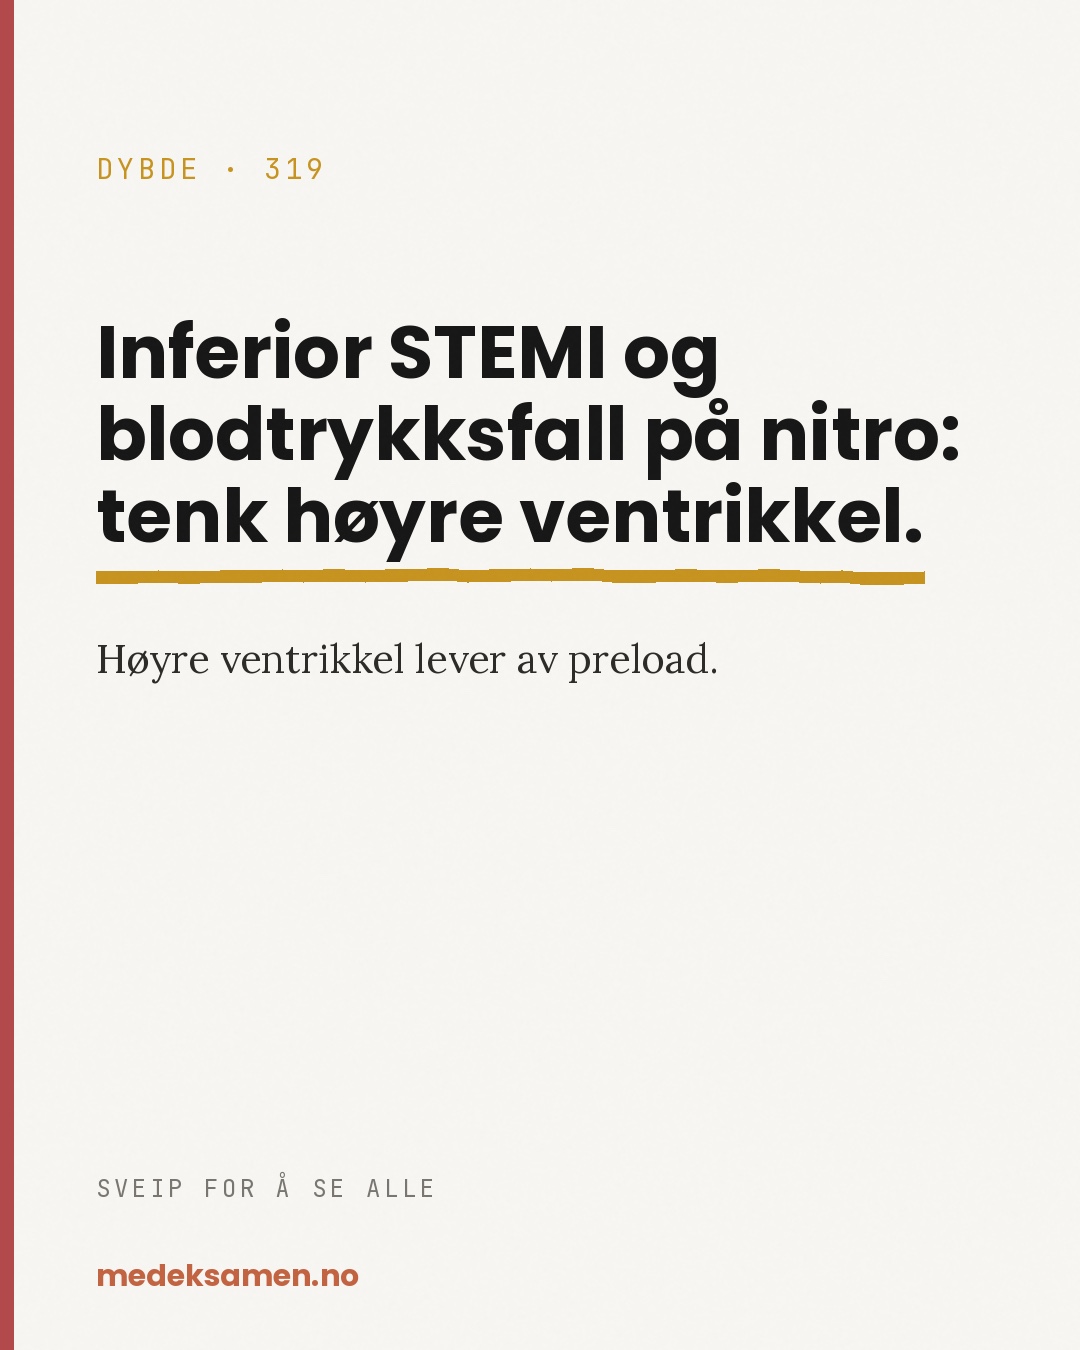 DYBDE · 319
Inferior STEMI og
blodtrykksfall på nitro:
tenk høyre ventrikkel.
Høyre ventrikkel lever av preload.
SVEIP FOR Å SE ALLE
medeksamen.no